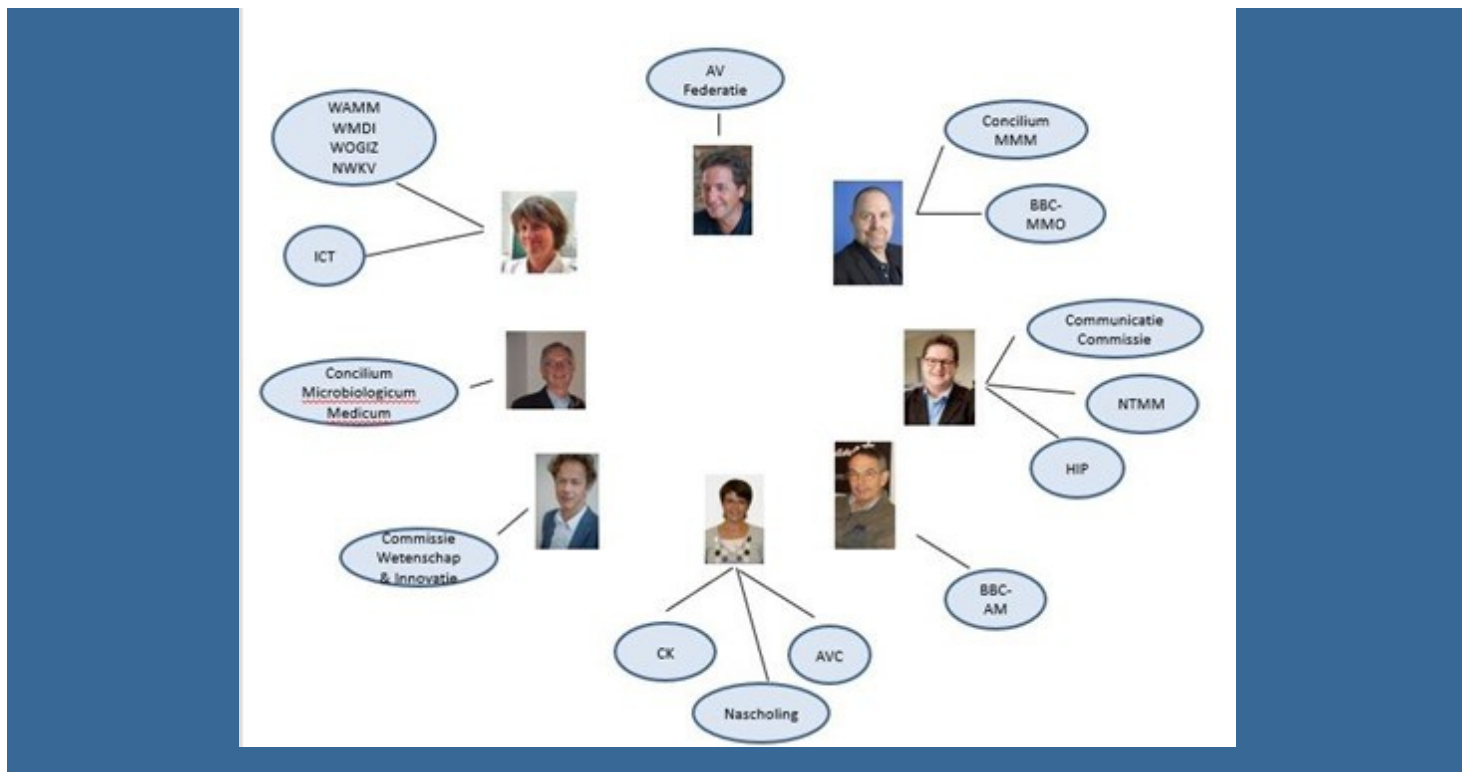 AV
Federatie
WAMM
WMDI
WOGIZ
NWKV
Concilium
MMM
BBC-
MMO
ICT
Communicatie
Commissie
NTMM
HIP
Concilium
Microbiologicum
Medicum
Commissie
Wetenschap
& Innovatie
BBC-
AM
CK
AVC
Nascholing